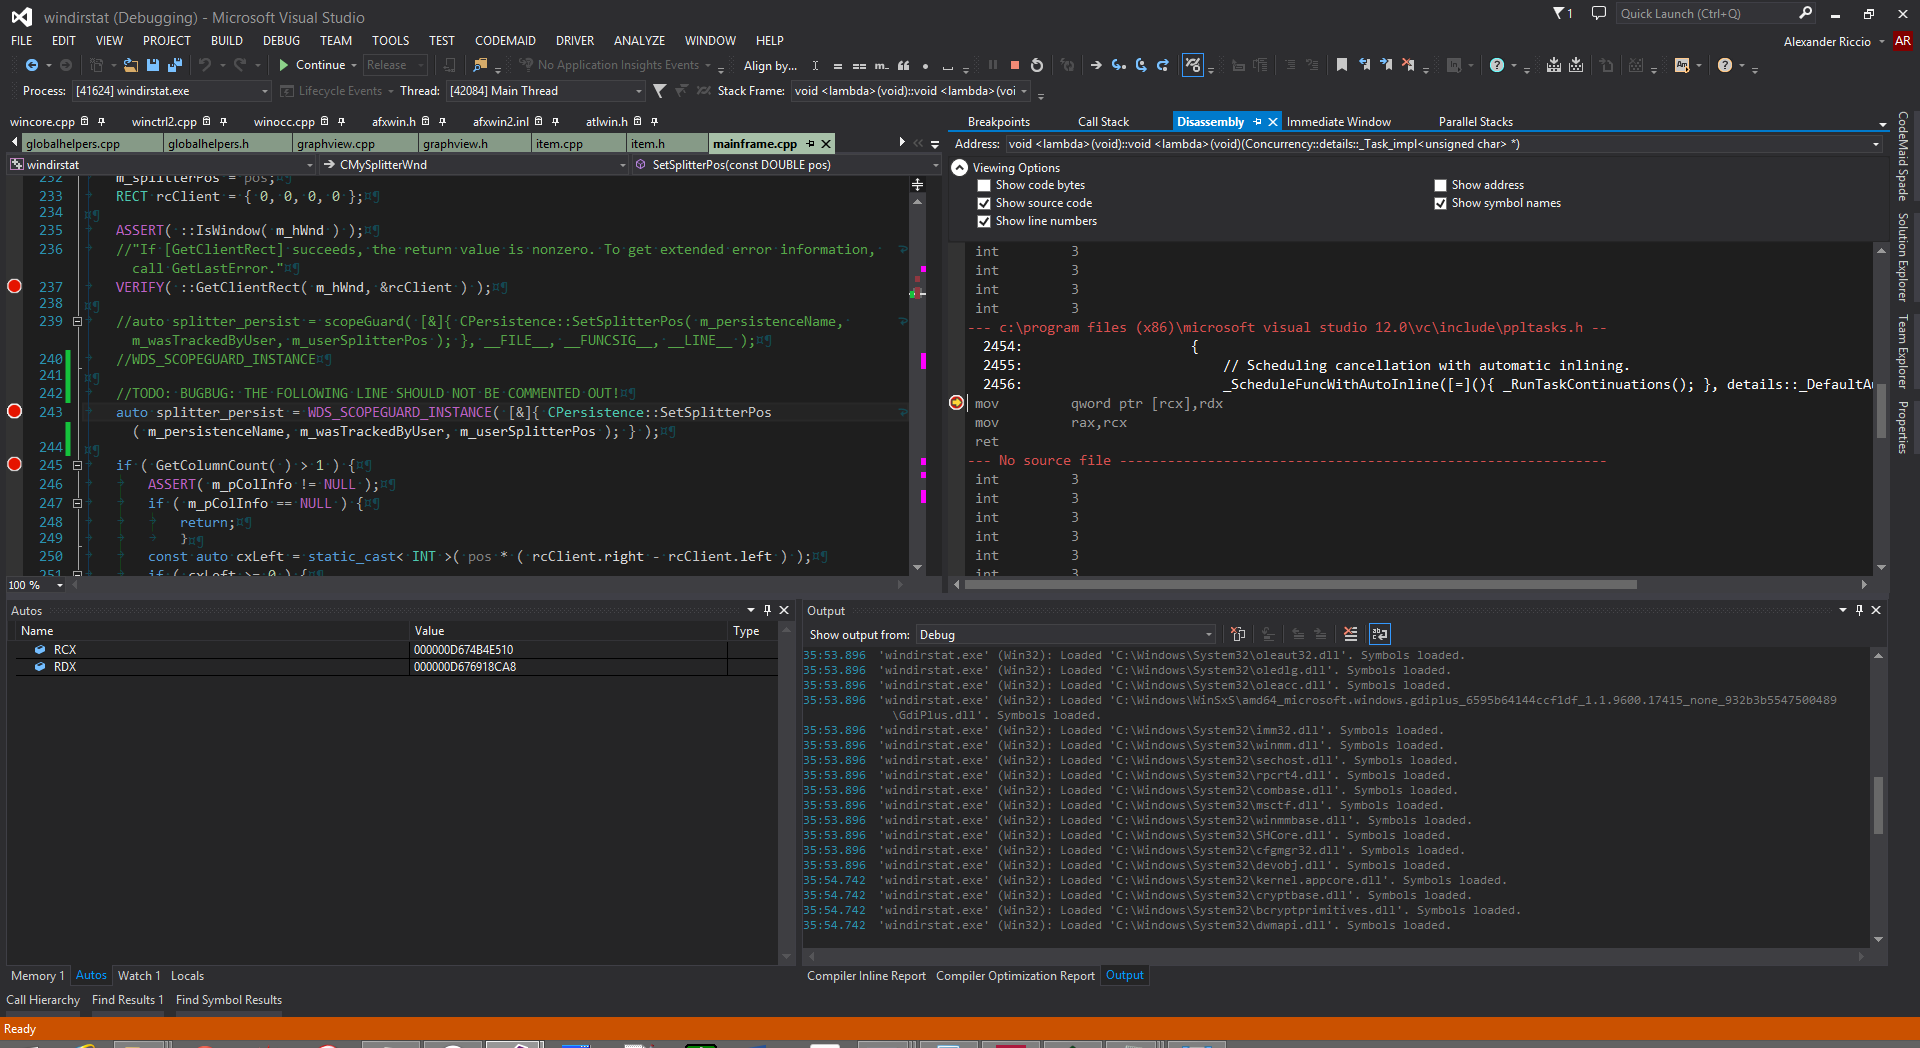 windirstat (Debugging) - Microsoft Visual Studio
1
Quick Launch (Ctrl+Q)
FILE EDIT VIEW PROJECT BUILD DEBUG TEAM TOOLS TEST CODEMAID DRIVER ANALYZE WINDOW HELP
Alexander Riccio AR
Continue Release No Application Insights Events Align by...
Process: [41624] windirstat.exe Lifecycle Events Thread: [42084] Main Thread Stack Frame: void <lambda>(void)::void <lambda>(voi
wincore.cpp winctrl2.cpp winocc.cpp afxwin.h afxwin2.inl atlwin.h
globalhelpers.cpp globalhelpers.h graphview.cpp graphview.h item.cpp item.h mainframe.cpp
windirstat CMySplitterWnd SetSplitterPos(const DOUBLE pos)
232 m_splitterPos = pos;
233 RECT rcClient = { 0, 0, 0, 0 };
234
235 ASSERT( ::IsWindow( m_hWnd ) );
236 //"If [GetClientRect] succeeds, the return value is nonzero. To get extended error information,
call GetLastError."
237 VERIFY( ::GetClientRect( m_hWnd, &rcClient ) );
238
239 //auto splitter_persist = scopeGuard( [&]{ CPersistence::SetSplitterPos( m_persistenceName,
m_wasTrackedByUser, m_userSplitterPos ); }, __FILE__, __FUNCSIG__, __LINE__ );
240 //WDS_SCOPEGUARD_INSTANCE
241
242 //TODO: BUGBUG: THE FOLLOWING LINE SHOULD NOT BE COMMENTED OUT!
243 auto splitter_persist = WDS_SCOPEGUARD_INSTANCE( [&]{ CPersistence::SetSplitterPos
( m_persistenceName, m_wasTrackedByUser, m_userSplitterPos ); } );
244
245 if ( GetColumnCount( ) > 1 ) {
246 ASSERT( m_pColInfo != NULL );
247 if ( m_pColInfo == NULL ) {
248 return;
249 }
250 const auto cxLeft = static_cast< INT >( pos * ( rcClient.right - rcClient.left ) );
251 if ( cxLeft >= 0 ) {
100 %
Breakpoints Call Stack Disassembly Immediate Window Parallel Stacks
Address: void <lambda>(void)::void <lambda>(void)(Concurrency::details::_Task_impl<unsigned char> *)
Viewing Options
Show code bytes Show address
Show source code Show symbol names
Show line numbers
int 3
int 3
int 3
int 3
--- c:\program files (x86)\microsoft visual studio 12.0\vc\include\ppltasks.h --
2454: {
2455: // Scheduling cancellation with automatic inlining.
2456: _ScheduleFuncWithAutoInline([=](){ _RunTaskContinuations(); }, details::_DefaultAu
mov qword ptr [rcx],rdx
mov rax,rcx
ret
--- No source file -------------------------------------------------------------
int 3
int 3
int 3
int 3
int 3
int 3
CodeMaid Spade
Solution Explorer
Team Explorer
Properties
Autos
Name Value Type
RCX 000000D674B4E510
RDX 000000D676918CA8
Memory 1 Autos Watch 1 Locals
Output
Show output from: Debug
35:53.896 'windirstat.exe' (Win32): Loaded 'C:\Windows\System32\oleaut32.dll'. Symbols loaded.
35:53.896 'windirstat.exe' (Win32): Loaded 'C:\Windows\System32\oledlg.dll'. Symbols loaded.
35:53.896 'windirstat.exe' (Win32): Loaded 'C:\Windows\System32\oleacc.dll'. Symbols loaded.
35:53.896 'windirstat.exe' (Win32): Loaded 'C:\Windows\WinSxS\amd64_microsoft.windows.gdiplus_6595b64144ccf1df_1.1.9600.17415_none_932b3b5547500489
\GdiPlus.dll'. Symbols loaded.
35:53.896 'windirstat.exe' (Win32): Loaded 'C:\Windows\System32\imm32.dll'. Symbols loaded.
35:53.896 'windirstat.exe' (Win32): Loaded 'C:\Windows\System32\winmm.dll'. Symbols loaded.
35:53.896 'windirstat.exe' (Win32): Loaded 'C:\Windows\System32\sechost.dll'. Symbols loaded.
35:53.896 'windirstat.exe' (Win32): Loaded 'C:\Windows\System32\rpcrt4.dll'. Symbols loaded.
35:53.896 'windirstat.exe' (Win32): Loaded 'C:\Windows\System32\combase.dll'. Symbols loaded.
35:53.896 'windirstat.exe' (Win32): Loaded 'C:\Windows\System32\msctf.dll'. Symbols loaded.
35:53.896 'windirstat.exe' (Win32): Loaded 'C:\Windows\System32\winmmbase.dll'. Symbols loaded.
35:53.896 'windirstat.exe' (Win32): Loaded 'C:\Windows\System32\SHCore.dll'. Symbols loaded.
35:53.896 'windirstat.exe' (Win32): Loaded 'C:\Windows\System32\cfgmgr32.dll'. Symbols loaded.
35:53.896 'windirstat.exe' (Win32): Loaded 'C:\Windows\System32\devobj.dll'. Symbols loaded.
35:54.742 'windirstat.exe' (Win32): Loaded 'C:\Windows\System32\kernel.appcore.dll'. Symbols loaded.
35:54.742 'windirstat.exe' (Win32): Loaded 'C:\Windows\System32\cryptbase.dll'. Symbols loaded.
35:54.742 'windirstat.exe' (Win32): Loaded 'C:\Windows\System32\bcryptprimitives.dll'. Symbols loaded.
35:54.742 'windirstat.exe' (Win32): Loaded 'C:\Windows\System32\dwmapi.dll'. Symbols loaded.
Compiler Inline Report Compiler Optimization Report Output
Call Hierarchy Find Results 1 Find Symbol Results
Ready